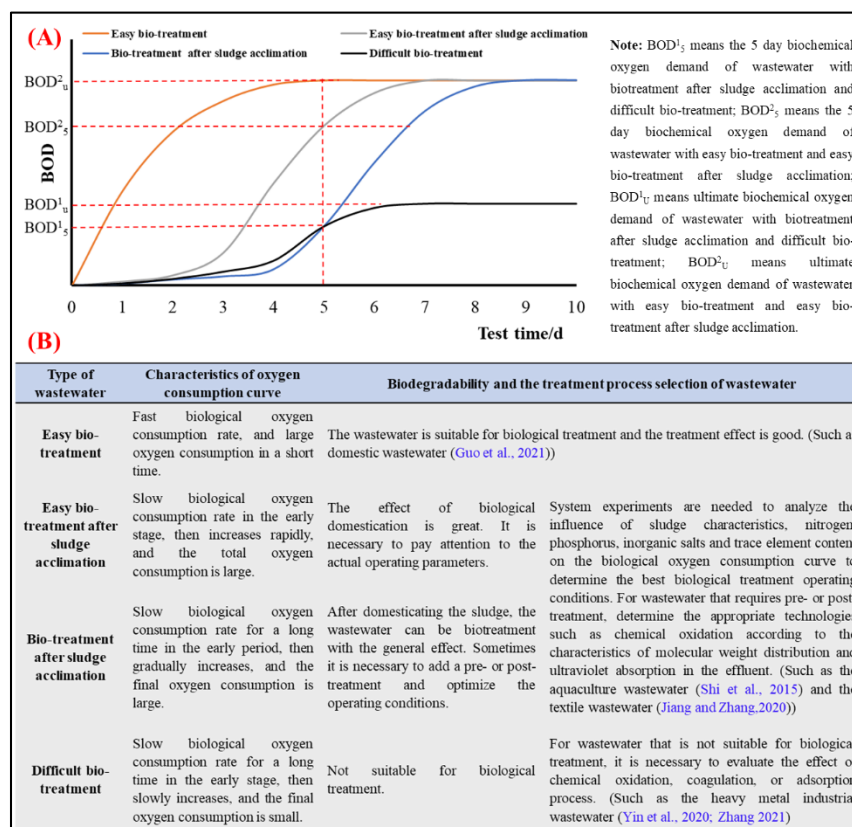 (A)
Easy bio-treatment
Easy bio-treatment after sludge acclimation
Bio-treatment after sludge acclimation
Difficult bio-treatment
BOD²ᵤ
BOD²₅
BOD
BOD¹ᵤ
BOD¹₅
0 1 2 3 4 5 6 7 8 9 10
Test time/d
Note: BOD¹₅ means the 5 day biochemical
oxygen demand of wastewater with
biotreatment after sludge acclimation and
difficult bio-treatment; BOD²₅ means the 5
day biochemical oxygen demand of
wastewater with easy bio-treatment and easy
bio-treatment after sludge acclimation;
BOD¹U means ultimate biochemical oxygen
demand of wastewater with biotreatment
after sludge acclimation and difficult bio-
treatment; BOD²U means ultimate
biochemical oxygen demand of wastewater
with easy bio-treatment and easy bio-
treatment after sludge acclimation.
(B)
Type of
wastewater
Characteristics of oxygen
consumption curve
Biodegradability and the treatment process selection of wastewater
Easy bio-
treatment
Fast biological oxygen
consumption rate, and large
oxygen consumption in a short
time.
The wastewater is suitable for biological treatment and the treatment effect is good. (Such a
domestic wastewater (Guo et al., 2021))
Easy bio-
treatment after
sludge
acclimation
Slow biological oxygen
consumption rate in the early
stage, then increases rapidly,
and the total oxygen
consumption is large.
The effect of biological
domestication is great. It is
necessary to pay attention to the
actual operating parameters.
Bio-treatment
after sludge
acclimation
Slow biological oxygen
consumption rate for a long
time in the early period, then
gradually increases, and the
final oxygen consumption is
large.
After domesticating the sludge, the
wastewater can be biotreatment
with the general effect. Sometimes
it is necessary to add a pre- or post-
treatment and optimize the
operating conditions.
System experiments are needed to analyze the
influence of sludge characteristics, nitrogen
phosphorus, inorganic salts and trace element conten
on the biological oxygen consumption curve to
determine the best biological treatment operating
conditions. For wastewater that requires pre- or post
treatment, determine the appropriate technologies
such as chemical oxidation according to the
characteristics of molecular weight distribution and
ultraviolet absorption in the effluent. (Such as the
aquaculture wastewater (Shi et al., 2015) and the
textile wastewater (Jiang and Zhang,2020))
Difficult bio-
treatment
Slow biological oxygen
consumption rate for a long
time in the early stage, then
slowly increases, and the final
oxygen consumption is small.
Not suitable for biological
treatment.
For wastewater that is not suitable for biologica
treatment, it is necessary to evaluate the effect o
chemical oxidation, coagulation, or adsorption
process. (Such as the heavy metal industria
wastewater (Yin et al., 2020; Zhang 2021)